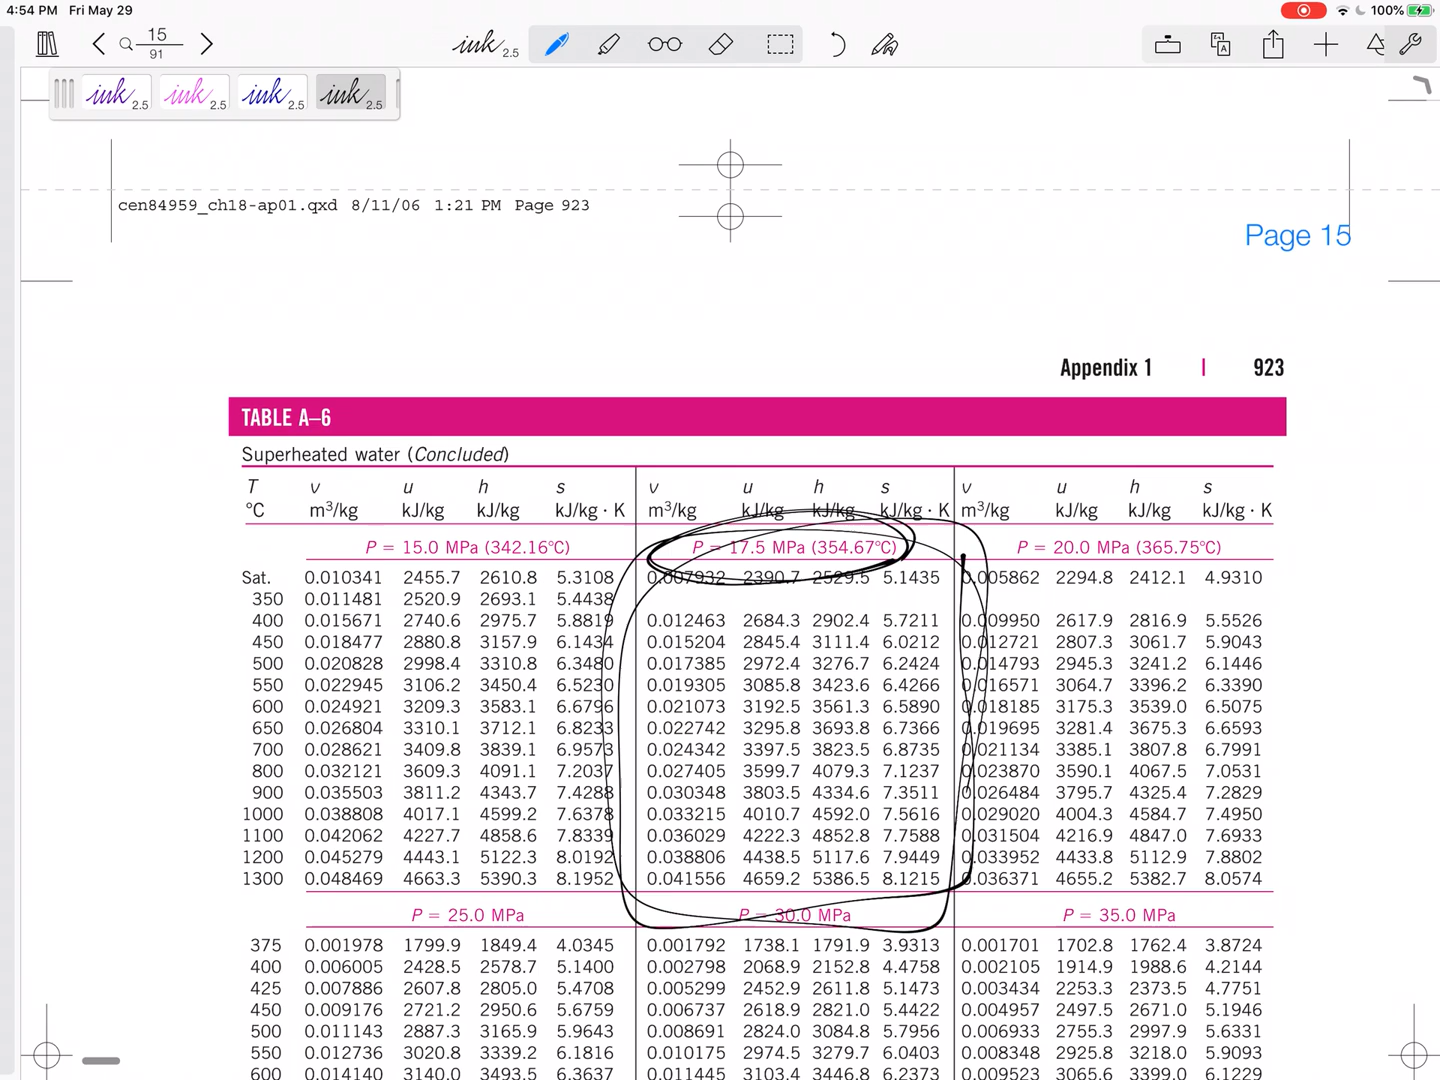 4:54 PM Fri May 29
100%
15
91
ink 2.5
ink 2.5 ink 2.5 ink 2.5 ink 2.5
cen84959_ch18-ap01.qxd 8/11/06 1:21 PM Page 923
Page 15
Appendix 1 | 923
TABLE A–6
Superheated water (Concluded)
T v u h s v u h s v u h s
°C m³/kg kJ/kg kJ/kg kJ/kg · K m³/kg kJ/kg kJ/kg kJ/kg · K m³/kg kJ/kg kJ/kg kJ/kg · K
P = 15.0 MPa (342.16°C) P = 17.5 MPa (354.67°C) P = 20.0 MPa (365.75°C)
Sat. 0.010341 2455.7 2610.8 5.3108 0.007932 2390.7 2529.5 5.1435 0.005862 2294.8 2412.1 4.9310
350 0.011481 2520.9 2693.1 5.4438
400 0.015671 2740.6 2975.7 5.8819 0.012463 2684.3 2902.4 5.7211 0.009950 2617.9 2816.9 5.5526
450 0.018477 2880.8 3157.9 6.1434 0.015204 2845.4 3111.4 6.0212 0.012721 2807.3 3061.7 5.9043
500 0.020828 2998.4 3310.8 6.3480 0.017385 2972.4 3276.7 6.2424 0.014793 2945.3 3241.2 6.1446
550 0.022945 3106.2 3450.4 6.5230 0.019305 3085.8 3423.6 6.4266 0.016571 3064.7 3396.2 6.3390
600 0.024921 3209.3 3583.1 6.6796 0.021073 3192.5 3561.3 6.5890 0.018185 3175.3 3539.0 6.5075
650 0.026804 3310.1 3712.1 6.8233 0.022742 3295.8 3693.8 6.7366 0.019695 3281.4 3675.3 6.6593
700 0.028621 3409.8 3839.1 6.9573 0.024342 3397.5 3823.5 6.8735 0.021134 3385.1 3807.8 6.7991
800 0.032121 3609.3 4091.1 7.2037 0.027405 3599.7 4079.3 7.1237 0.023870 3590.1 4067.5 7.0531
900 0.035503 3811.2 4343.7 7.4288 0.030348 3803.5 4334.6 7.3511 0.026484 3795.7 4325.4 7.2829
1000 0.038808 4017.1 4599.2 7.6378 0.033215 4010.7 4592.0 7.5616 0.029020 4004.3 4584.7 7.4950
1100 0.042062 4227.7 4858.6 7.8339 0.036029 4222.3 4852.8 7.7588 0.031504 4216.9 4847.0 7.6933
1200 0.045279 4443.1 5122.3 8.0192 0.038806 4438.5 5117.6 7.9449 0.033952 4433.8 5112.9 7.8802
1300 0.048469 4663.3 5390.3 8.1952 0.041556 4659.2 5386.5 8.1215 0.036371 4655.2 5382.7 8.0574
P = 25.0 MPa P = 30.0 MPa P = 35.0 MPa
375 0.001978 1799.9 1849.4 4.0345 0.001792 1738.1 1791.9 3.9313 0.001701 1702.8 1762.4 3.8724
400 0.006005 2428.5 2578.7 5.1400 0.002798 2068.9 2152.8 4.4758 0.002105 1914.9 1988.6 4.2144
425 0.007886 2607.8 2805.0 5.4708 0.005299 2452.9 2611.8 5.1473 0.003434 2253.3 2373.5 4.7751
450 0.009176 2721.2 2950.6 5.6759 0.006737 2618.9 2821.0 5.4422 0.004957 2497.5 2671.0 5.1946
500 0.011143 2887.3 3165.9 5.9643 0.008691 2824.0 3084.8 5.7956 0.006933 2755.3 2997.9 5.6331
550 0.012736 3020.8 3339.2 6.1816 0.010175 2974.5 3279.7 6.0403 0.008348 2925.8 3218.0 5.9093
600 0.014140 3140.0 3493.5 6.3637 0.011445 3103.4 3446.8 6.2373 0.009523 3065.6 3399.0 6.1229